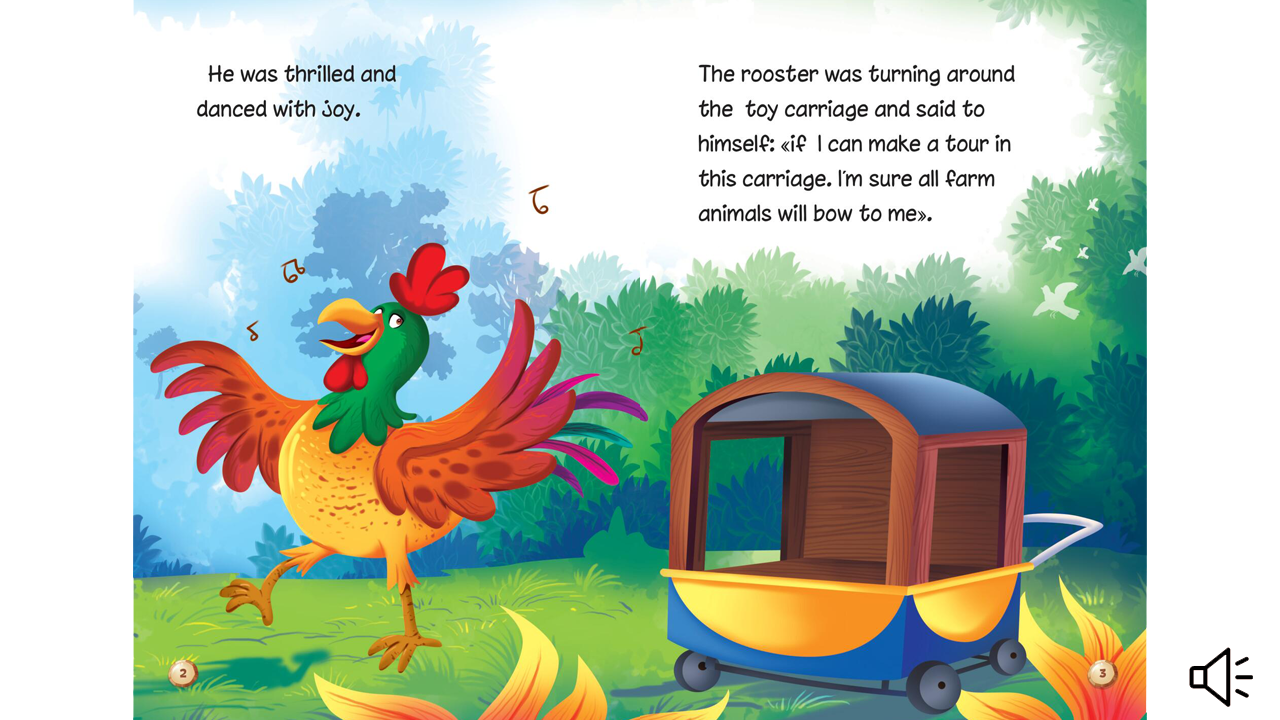 He was thrilled and
danced with joy.
The rooster was turning around
the toy carriage and said to
himself: «if I can make a tour in
this carriage. I'm sure all farm
animals will bow to me».
2
3